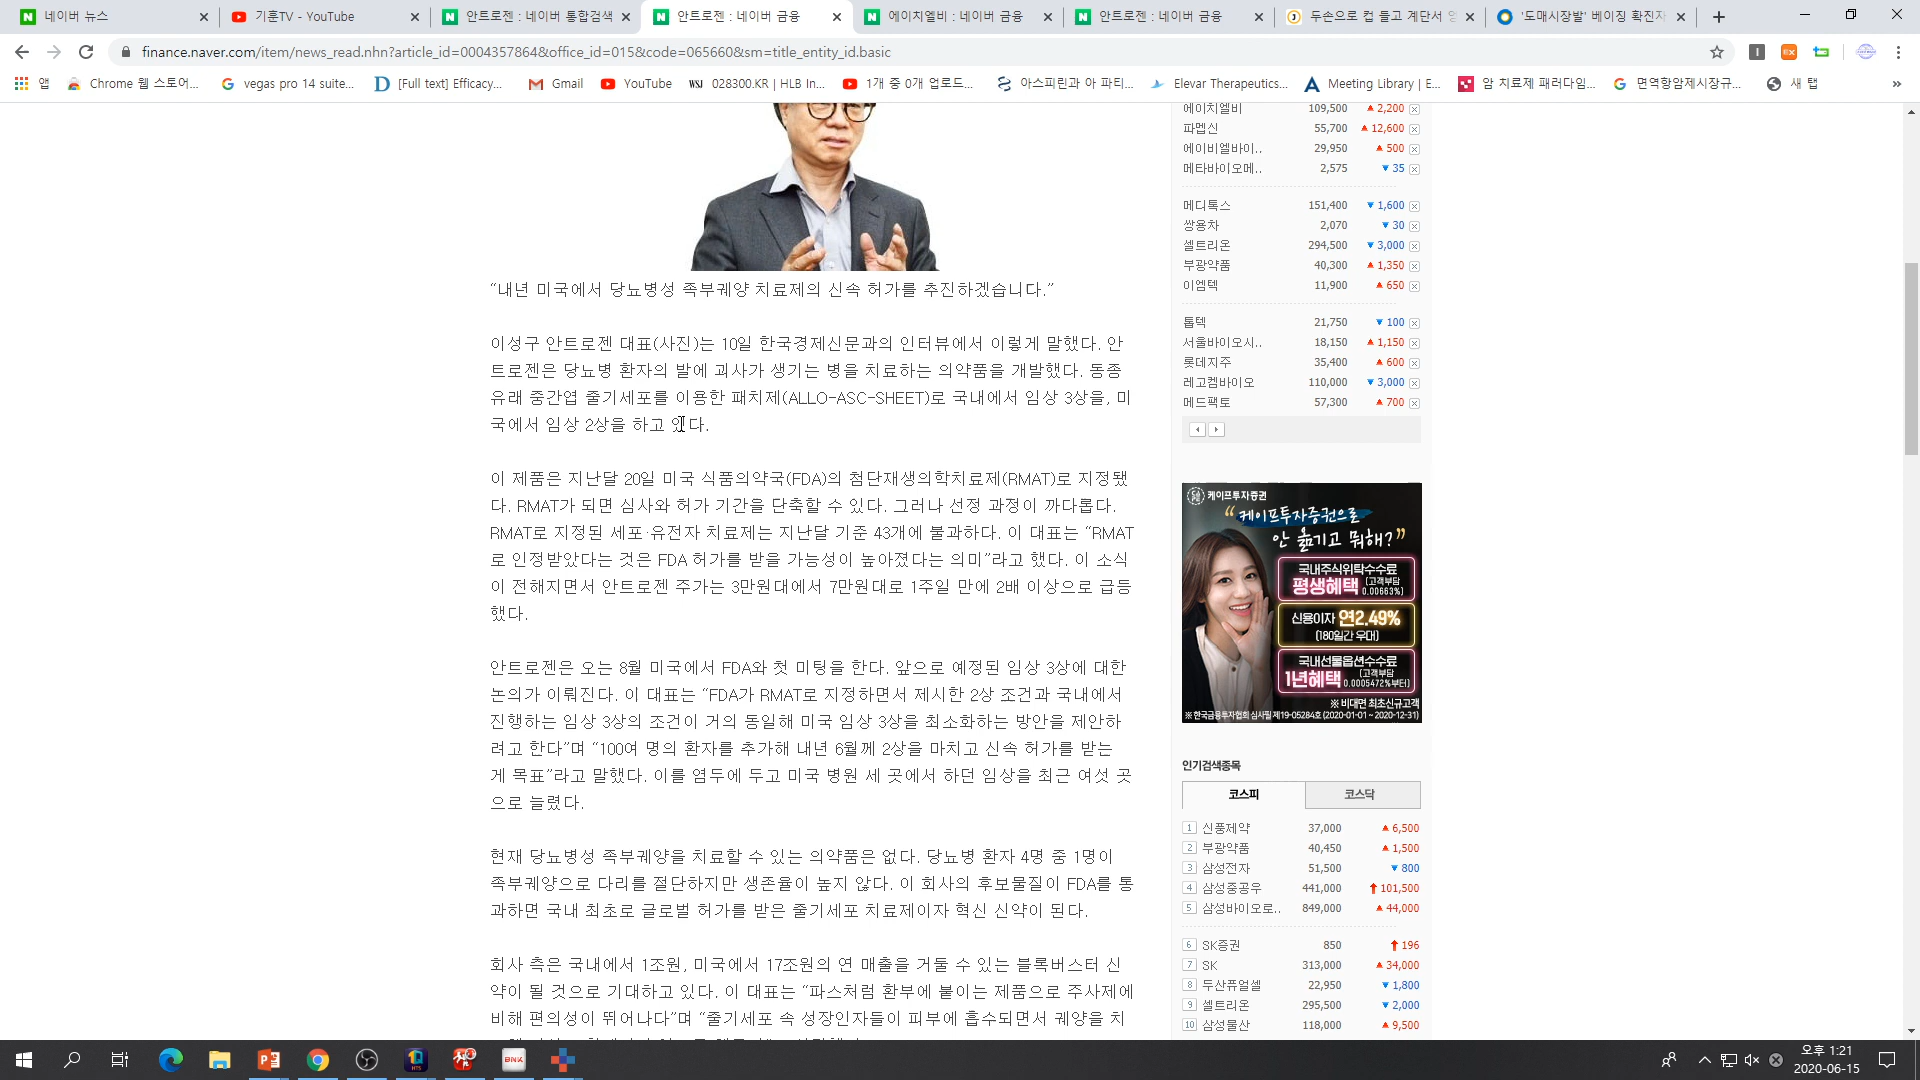 네이버 뉴스
기훈TV - YouTube
안트로젠 : 네이버 통합검색
안트로젠 : 네이버 금융
에이치엘비 : 네이버 금융
안트로젠 : 네이버 금융
두손으로 컵 들고 계단서
'도매시장발' 베이징 확진자
finance.naver.com/item/news_read.nhn?article_id=0004357864&office_id=015&code=065660&sm=title_entity_id.basic
앱
Chrome 웹 스토어...
vegas pro 14 suite...
[Full text] Efficacy...
Gmail
YouTube
WSJ 028300.KR | HLB In...
1개 중 0개 업로드...
아스피린과 아 파티...
Elevar Therapeutics...
Meeting Library | E...
암 치료제 패러다임...
면역항암제시장규...
새 탭
»
“내년 미국에서 당뇨병성 족부궤양 치료제의 신속 허가를 추진하겠습니다.”
이성구 안트로젠 대표(사진)는 10일 한국경제신문과의 인터뷰에서 이렇게 말했다. 안
트로젠은 당뇨병 환자의 발에 괴사가 생기는 병을 치료하는 의약품을 개발했다. 동종
유래 중간엽 줄기세포를 이용한 패치제(ALLO-ASC-SHEET)로 국내에서 임상 3상을, 미
국에서 임상 2상을 하고 있다.
이 제품은 지난달 20일 미국 식품의약국(FDA)의 첨단재생의학치료제(RMAT)로 지정됐
다. RMAT가 되면 심사와 허가 기간을 단축할 수 있다. 그러나 선정 과정이 까다롭다.
RMAT로 지정된 세포·유전자 치료제는 지난달 기준 43개에 불과하다. 이 대표는 “RMAT
로 인정받았다는 것은 FDA 허가를 받을 가능성이 높아졌다는 의미”라고 했다. 이 소식
이 전해지면서 안트로젠 주가는 3만원대에서 7만원대로 1주일 만에 2배 이상으로 급등
했다.
안트로젠은 오는 8월 미국에서 FDA와 첫 미팅을 한다. 앞으로 예정된 임상 3상에 대한
논의가 이뤄진다. 이 대표는 “FDA가 RMAT로 지정하면서 제시한 2상 조건과 국내에서
진행하는 임상 3상의 조건이 거의 동일해 미국 임상 3상을 최소화하는 방안을 제안하
려고 한다”며 “100여 명의 환자를 추가해 내년 6월께 2상을 마치고 신속 허가를 받는
게 목표”라고 말했다. 이를 염두에 두고 미국 병원 세 곳에서 하던 임상을 최근 여섯 곳
으로 늘렸다.
현재 당뇨병성 족부궤양을 치료할 수 있는 의약품은 없다. 당뇨병 환자 4명 중 1명이
족부궤양으로 다리를 절단하지만 생존율이 높지 않다. 이 회사의 후보물질이 FDA를 통
과하면 국내 최초로 글로벌 허가를 받은 줄기세포 치료제이자 혁신 신약이 된다.
회사 측은 국내에서 1조원, 미국에서 17조원의 연 매출을 거둘 수 있는 블록버스터 신
약이 될 것으로 기대하고 있다. 이 대표는 “파스처럼 환부에 붙이는 제품으로 주사제에
비해 편의성이 뛰어나다”며 “줄기세포 속 성장인자들이 피부에 흡수되면서 궤양을 치
에이치엘비 109,500 ▲ 2,200
파멥신 55,700 ▲ 12,600
에이비엘바이.. 29,950 ▲ 500
메타바이오메.. 2,575 ▼ 35
메디톡스 151,400 ▼ 1,600
쌍용차 2,070 ▼ 30
셀트리온 294,500 ▼ 3,000
부광약품 40,300 ▲ 1,350
이엠텍 11,900 ▲ 650
톱텍 21,750 ▼ 100
서울바이오시.. 18,150 ▲ 1,150
롯데지주 35,400 ▲ 600
레고켐바이오 110,000 ▼ 3,000
메드팩토 57,300 ▲ 700
케이프투자증권
“케이프투자증권으로
안 옮기고 뭐해?”
국내주식위탁수수료
평생혜택 (고객부담 0.00663%)
신용이자 연2.49%
(180일간 우대)
국내선물옵션수수료
1년혜택 (고객부담 0.0005472%부터)
※ 비대면 최초신규고객
※ 한국금융투자협회 심사필 제19-05284호 (2020-01-01 ~ 2020-12-31)
인기검색종목
코스피 코스닥
1 신풍제약 37,000 ▲ 6,500
2 부광약품 40,450 ▲ 1,500
3 삼성전자 51,500 ▼ 800
4 삼성중공우 441,000 ↑ 101,500
5 삼성바이오로.. 849,000 ▲ 44,000
6 SK증권 850 ↑ 196
7 SK 313,000 ▲ 34,000
8 두산퓨얼셀 22,950 ▼ 1,800
9 셀트리온 295,500 ▼ 2,000
10 삼성물산 118,000 ▲ 9,500
BNK
오후 1:21
2020-06-15